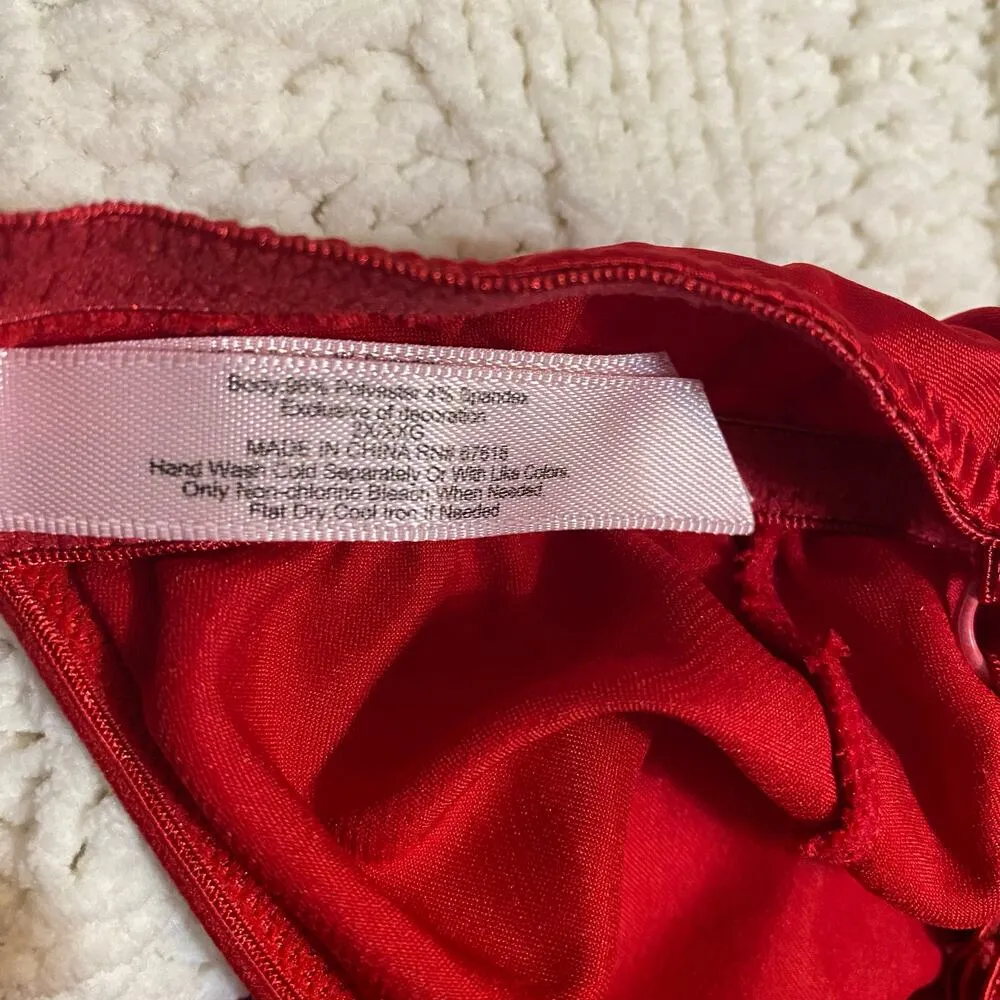 Body 96% Polyester 4% Spandex
Exclusive of decoration
2X/XXG
MADE IN CHINA RN# 67616
Hand Wash Cold Separately Or With Like Colors
Only Non-chlorine Bleach When Needed
Flat Dry.Cool Iron If Needed